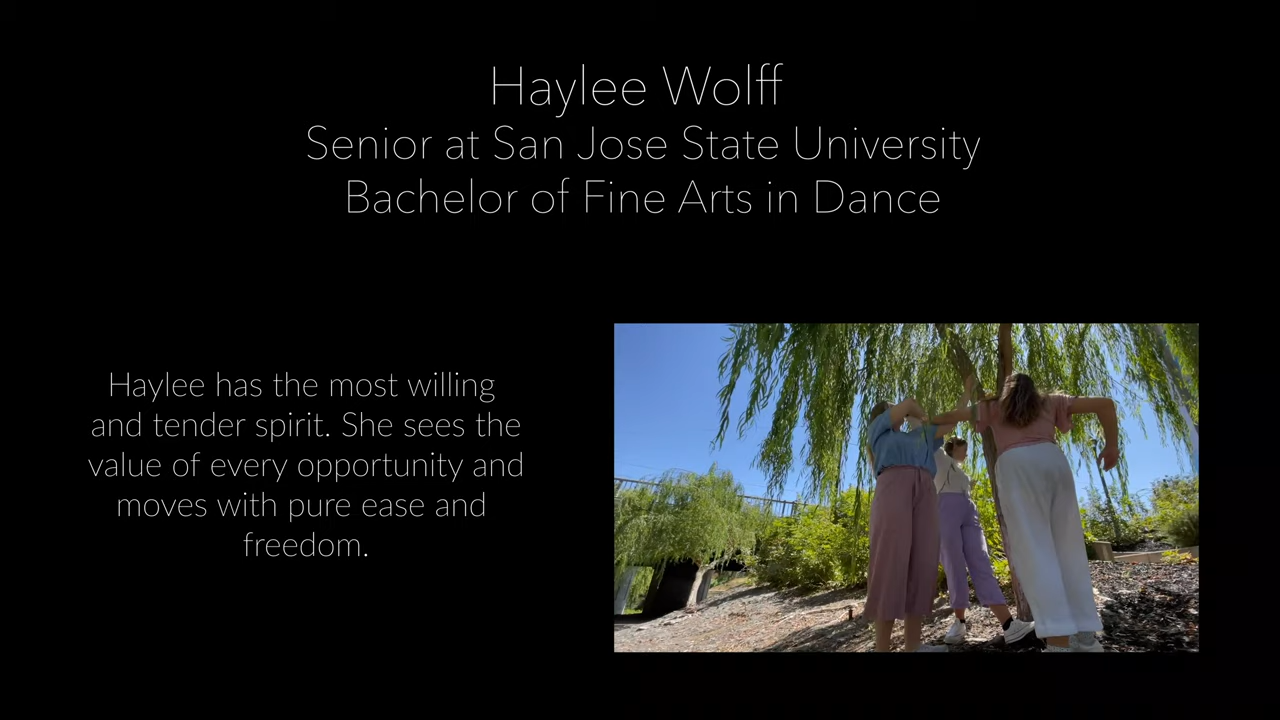 Haylee Wolff
Senior at San Jose State University
Bachelor of Fine Arts in Dance
Haylee has the most willing
and tender spirit. She sees the
value of every opportunity and
moves with pure ease and
freedom.